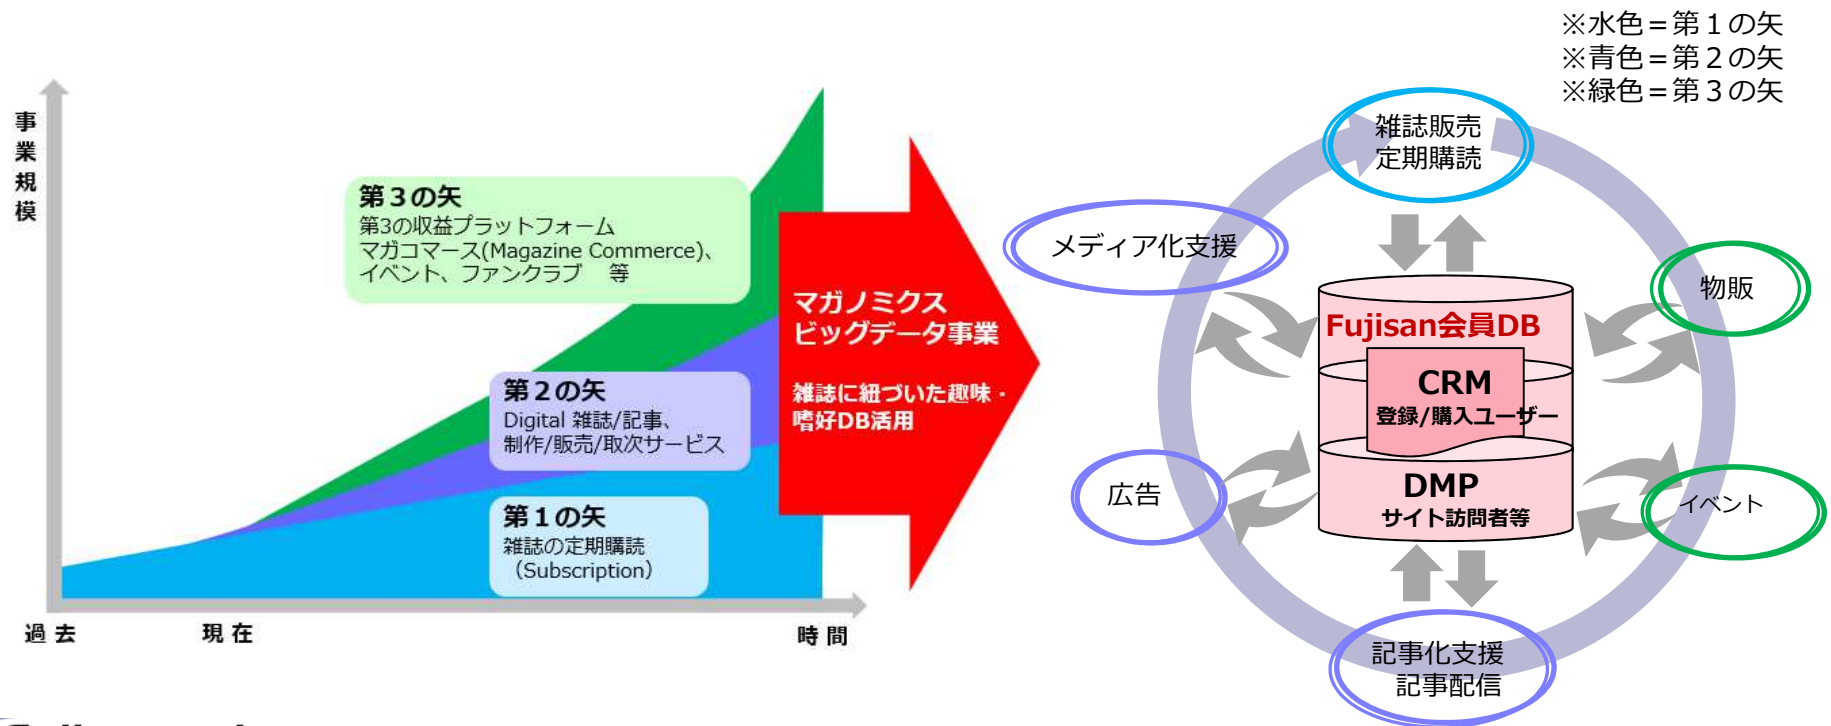 ※水色＝第１の矢
※青色＝第２の矢
※緑色＝第３の矢
事業規模
第３の矢
第3の収益プラットフォーム
マガコマース(Magazine Commerce)、
イベント、ファンクラブ　等
第２の矢
Digital 雑誌/記事、
制作/販売/取次サービス
第１の矢
雑誌の定期購読
（Subscription）
過去
現在
時間
マガノミクス
ビッグデータ事業
雑誌に紐づいた趣味・
嗜好DB活用
雑誌販売
定期購読
メディア化支援
物販
Fujisan会員DB
CRM
登録/購入ユーザー
DMP
サイト訪問者等
広告
イベント
記事化支援
記事配信